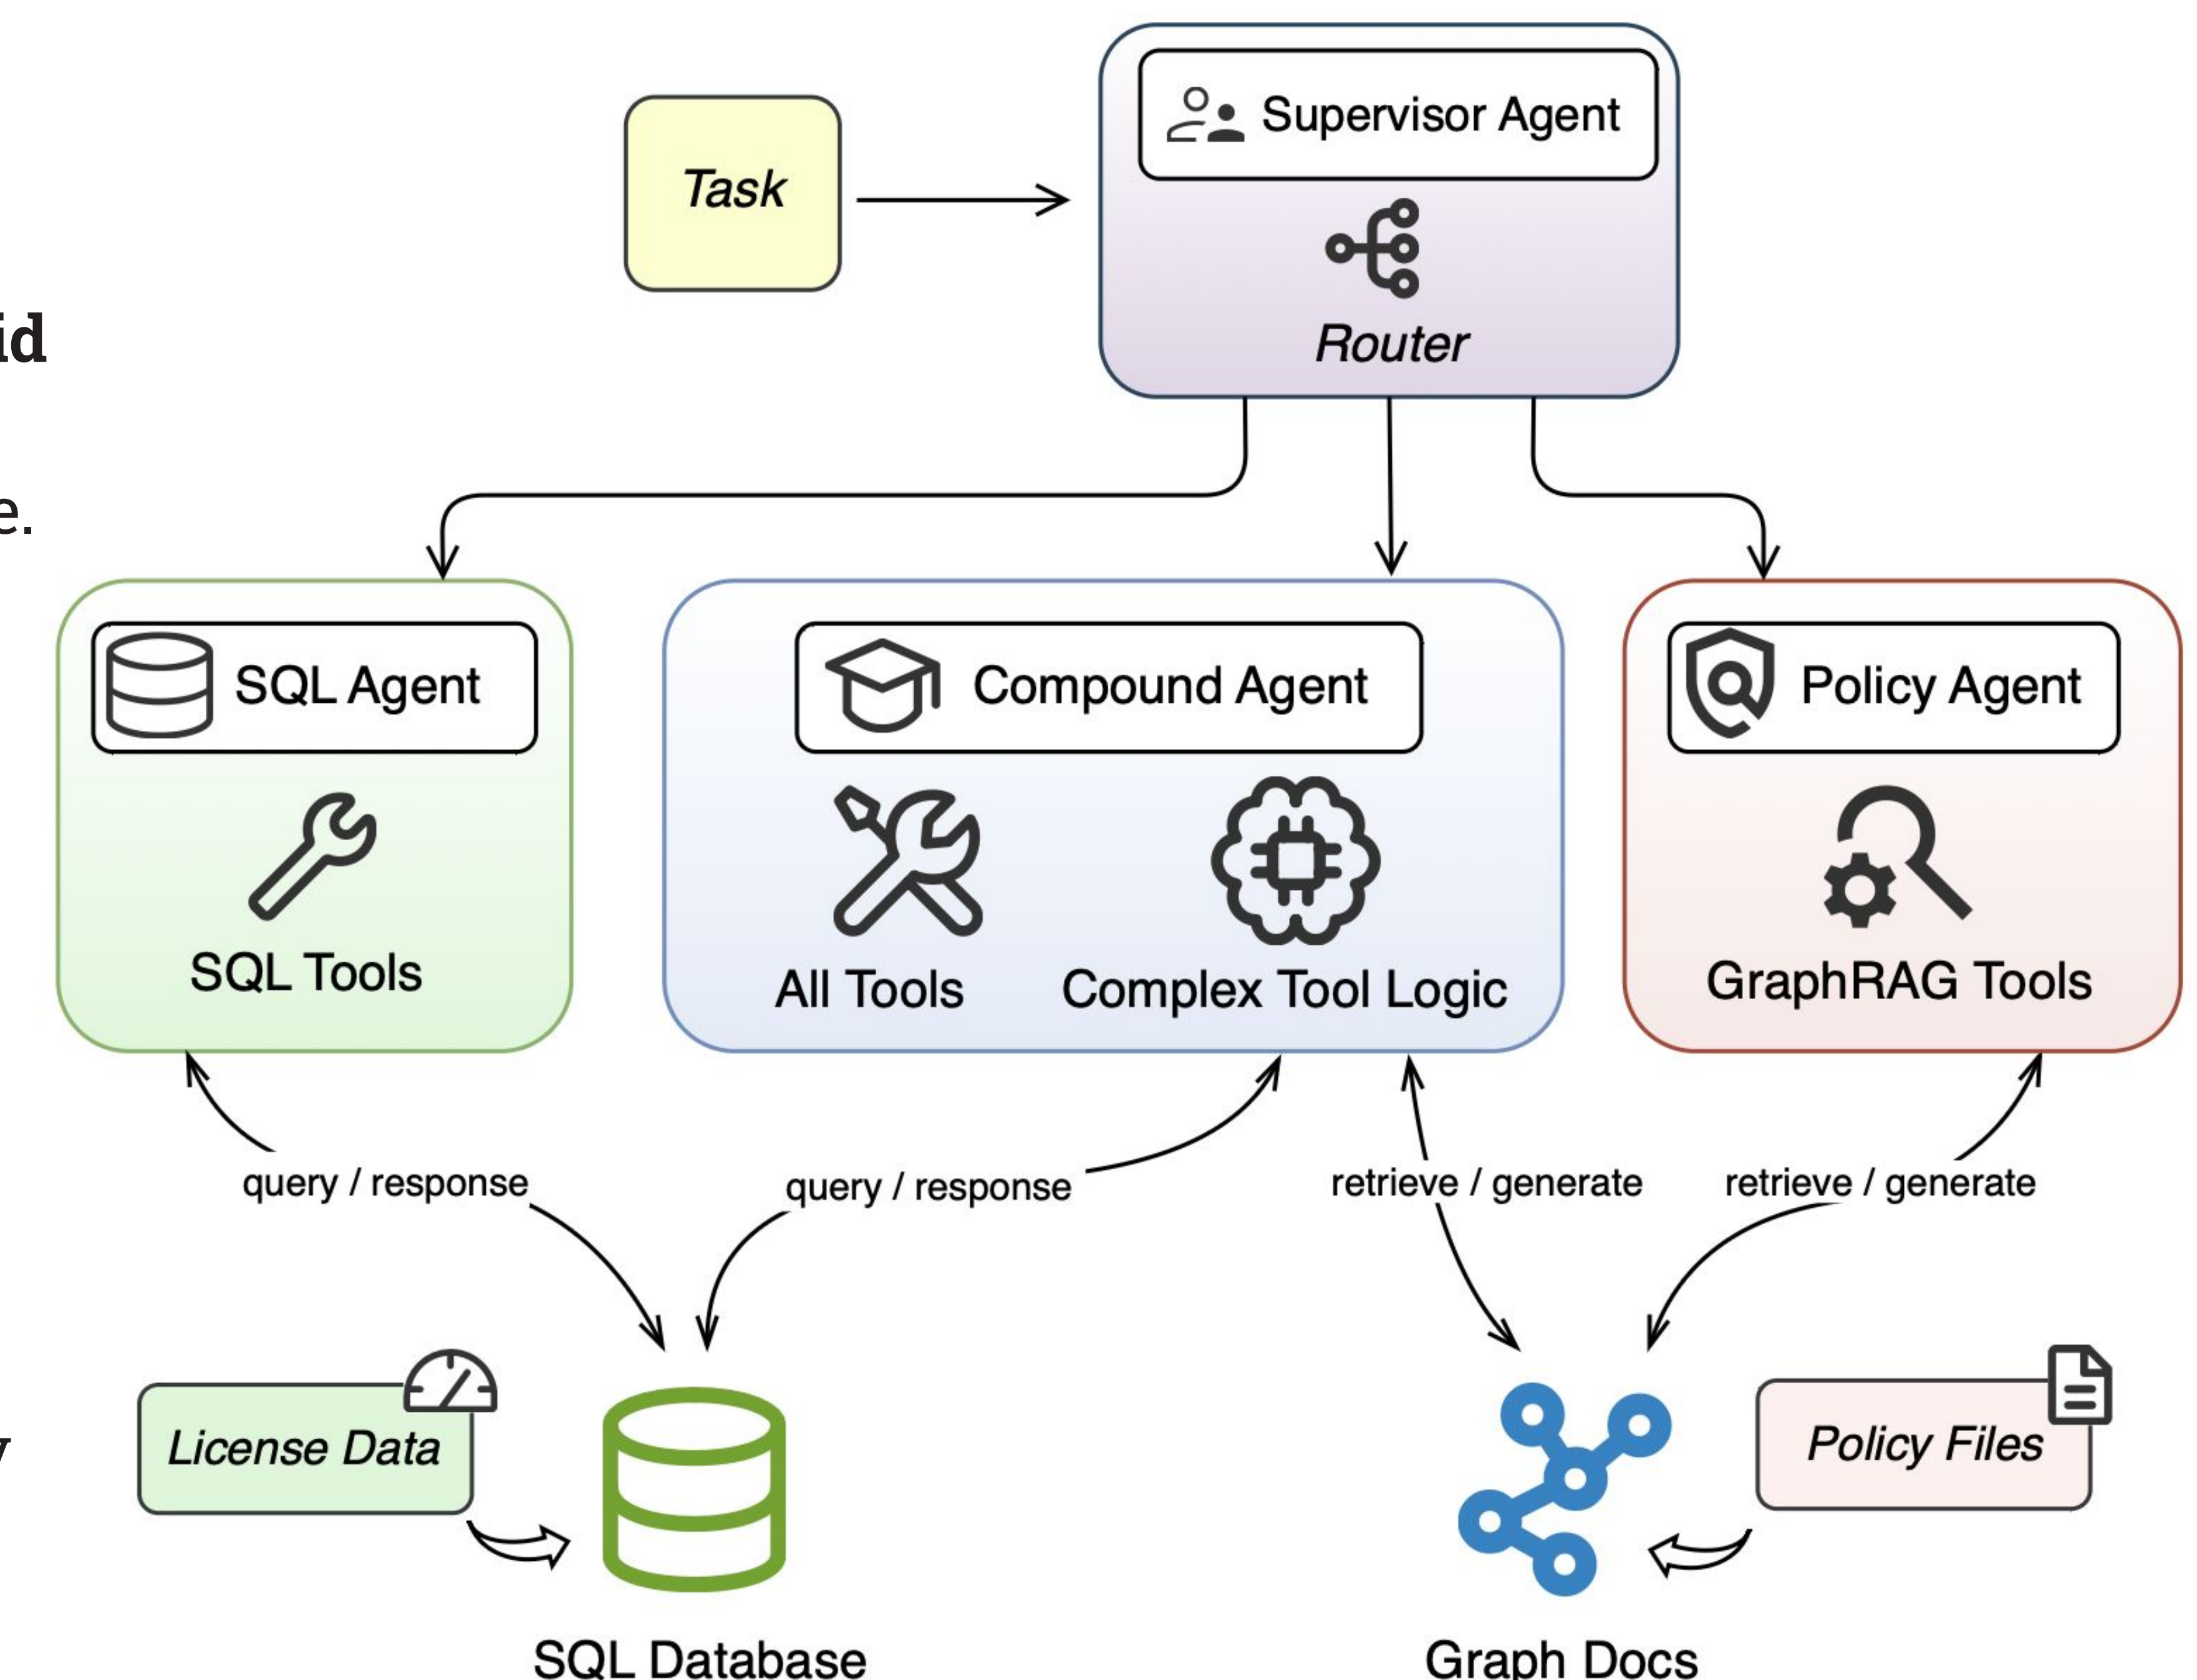 Supervisor Agent
Task
Router
id
e.
SQL Agent
Compound Agent
Policy Agent
SQL Tools
All Tools
Complex Tool Logic
GraphRAG Tools
query / response
query / response
retrieve / generate
retrieve / generate
License Data
Policy Files
y
SQL Database
Graph Docs